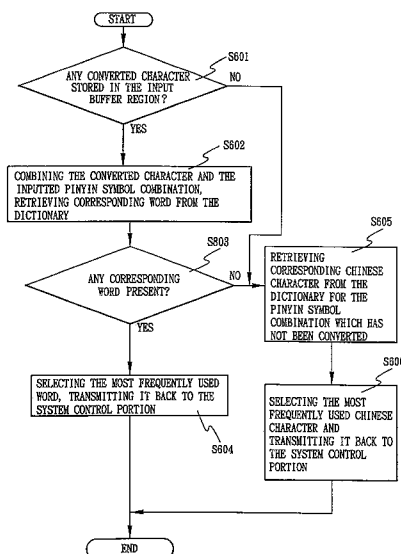 START
S601
ANY CONVERTED CHARACTER
STORED IN THE INPUT
BUFFER REGION?
NO
YES
S602
COMBINING THE CONVERTED CHARACTER AND THE
INPUTTED PINYIN SYMBOL COMBINATION,
RETRIEVING CORRESPONDING WORD FROM THE
DICTIONARY
S803
ANY CORRESPONDING
WORD PRESENT?
NO
YES
S605
RETRIEVING
CORRESPONDING CHINESE
CHARACTER FROM THE
DICTIONARY FOR THE
PINYIN SYMBOL
COMBINATION WHICH HAS
NOT BEEN CONVERTED
SELECTING THE MOST FREQUENTLY USED
WORD, TRANSMITTING IT BACK TO THE
SYSTEM CONTROL PORTION
S604
SELECTING THE MOST
FREQUENTLY USED CHINESE
CHARACTER AND
TRANSMITTING IT BACK TO
THE SYSTEM CONTROL
PORTION
END